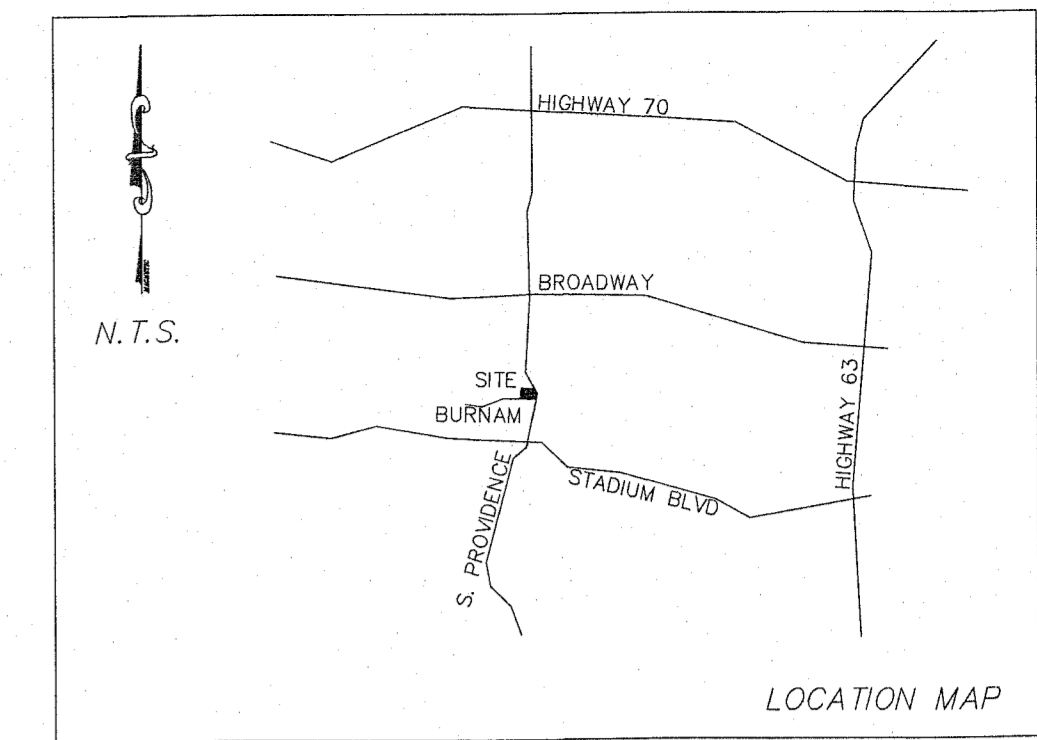 HIGHWAY 70
BROADWAY
N.T.S.
SITE
BURNAM
HIGHWAY 63
S. PROVIDENCE
STADIUM BLVD
LOCATION MAP